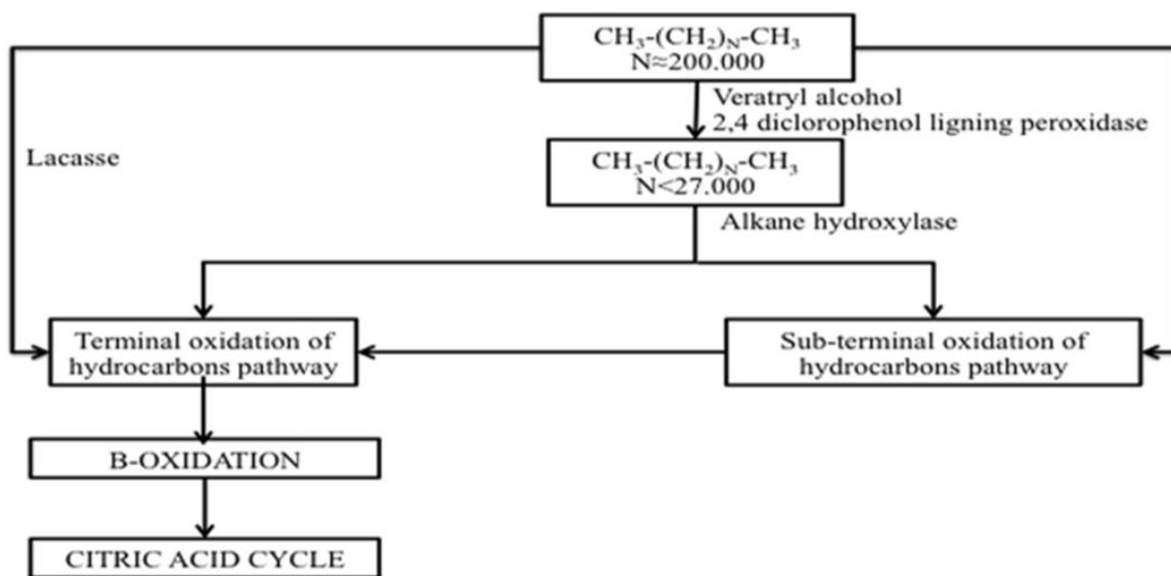 CH₃-(CH₂)ₙ-CH₃
N≈200.000
Veratryl alcohol
2,4 diclorophenol ligning peroxidase
Lacasse
CH₃-(CH₂)ₙ-CH₃
N<27.000
Alkane hydroxylase
Terminal oxidation of
hydrocarbons pathway
Sub-terminal oxidation of
hydrocarbons pathway
B-OXIDATION
CITRIC ACID CYCLE